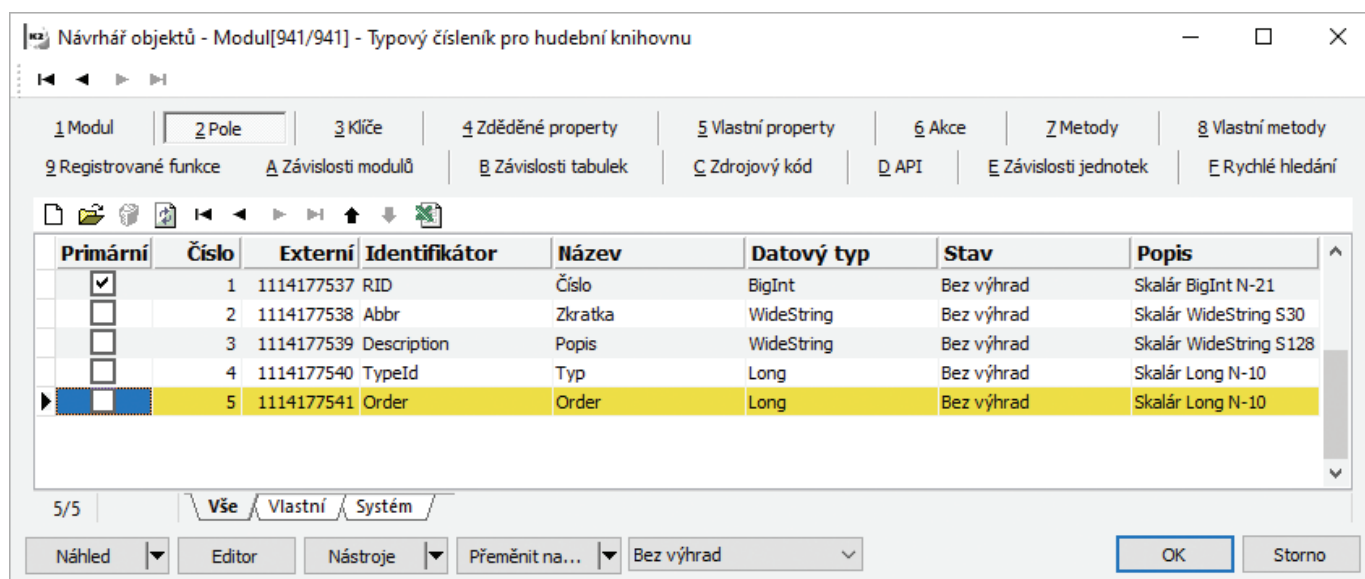 K2 Návrhář objektů - Modul[941/941] - Typový číselník pro hudební knihovnu
1 Modul 2 Pole 3 Klíče 4 Zděděné property 5 Vlastní property 6 Akce 7 Metody 8 Vlastní metody
9 Registrované funkce A Závislosti modulů B Závislosti tabulek C Zdrojový kód D API E Závislosti jednotek F Rychlé hledání
Primární Číslo Externí Identifikátor Název Datový typ Stav Popis
1 1114177537 RID Číslo BigInt Bez výhrad Skalár BigInt N-21
2 1114177538 Abbr Zkratka WideString Bez výhrad Skalár WideString S30
3 1114177539 Description Popis WideString Bez výhrad Skalár WideString S128
4 1114177540 TypeId Typ Long Bez výhrad Skalár Long N-10
5 1114177541 Order Order Long Bez výhrad Skalár Long N-10
5/5 Vše Vlastní Systém
Náhled Editor Nástroje Přeměnit na... Bez výhrad OK Storno